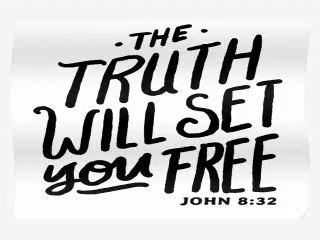 · THE ·
TRUTH
WILL SET
you FREE
JOHN 8:32